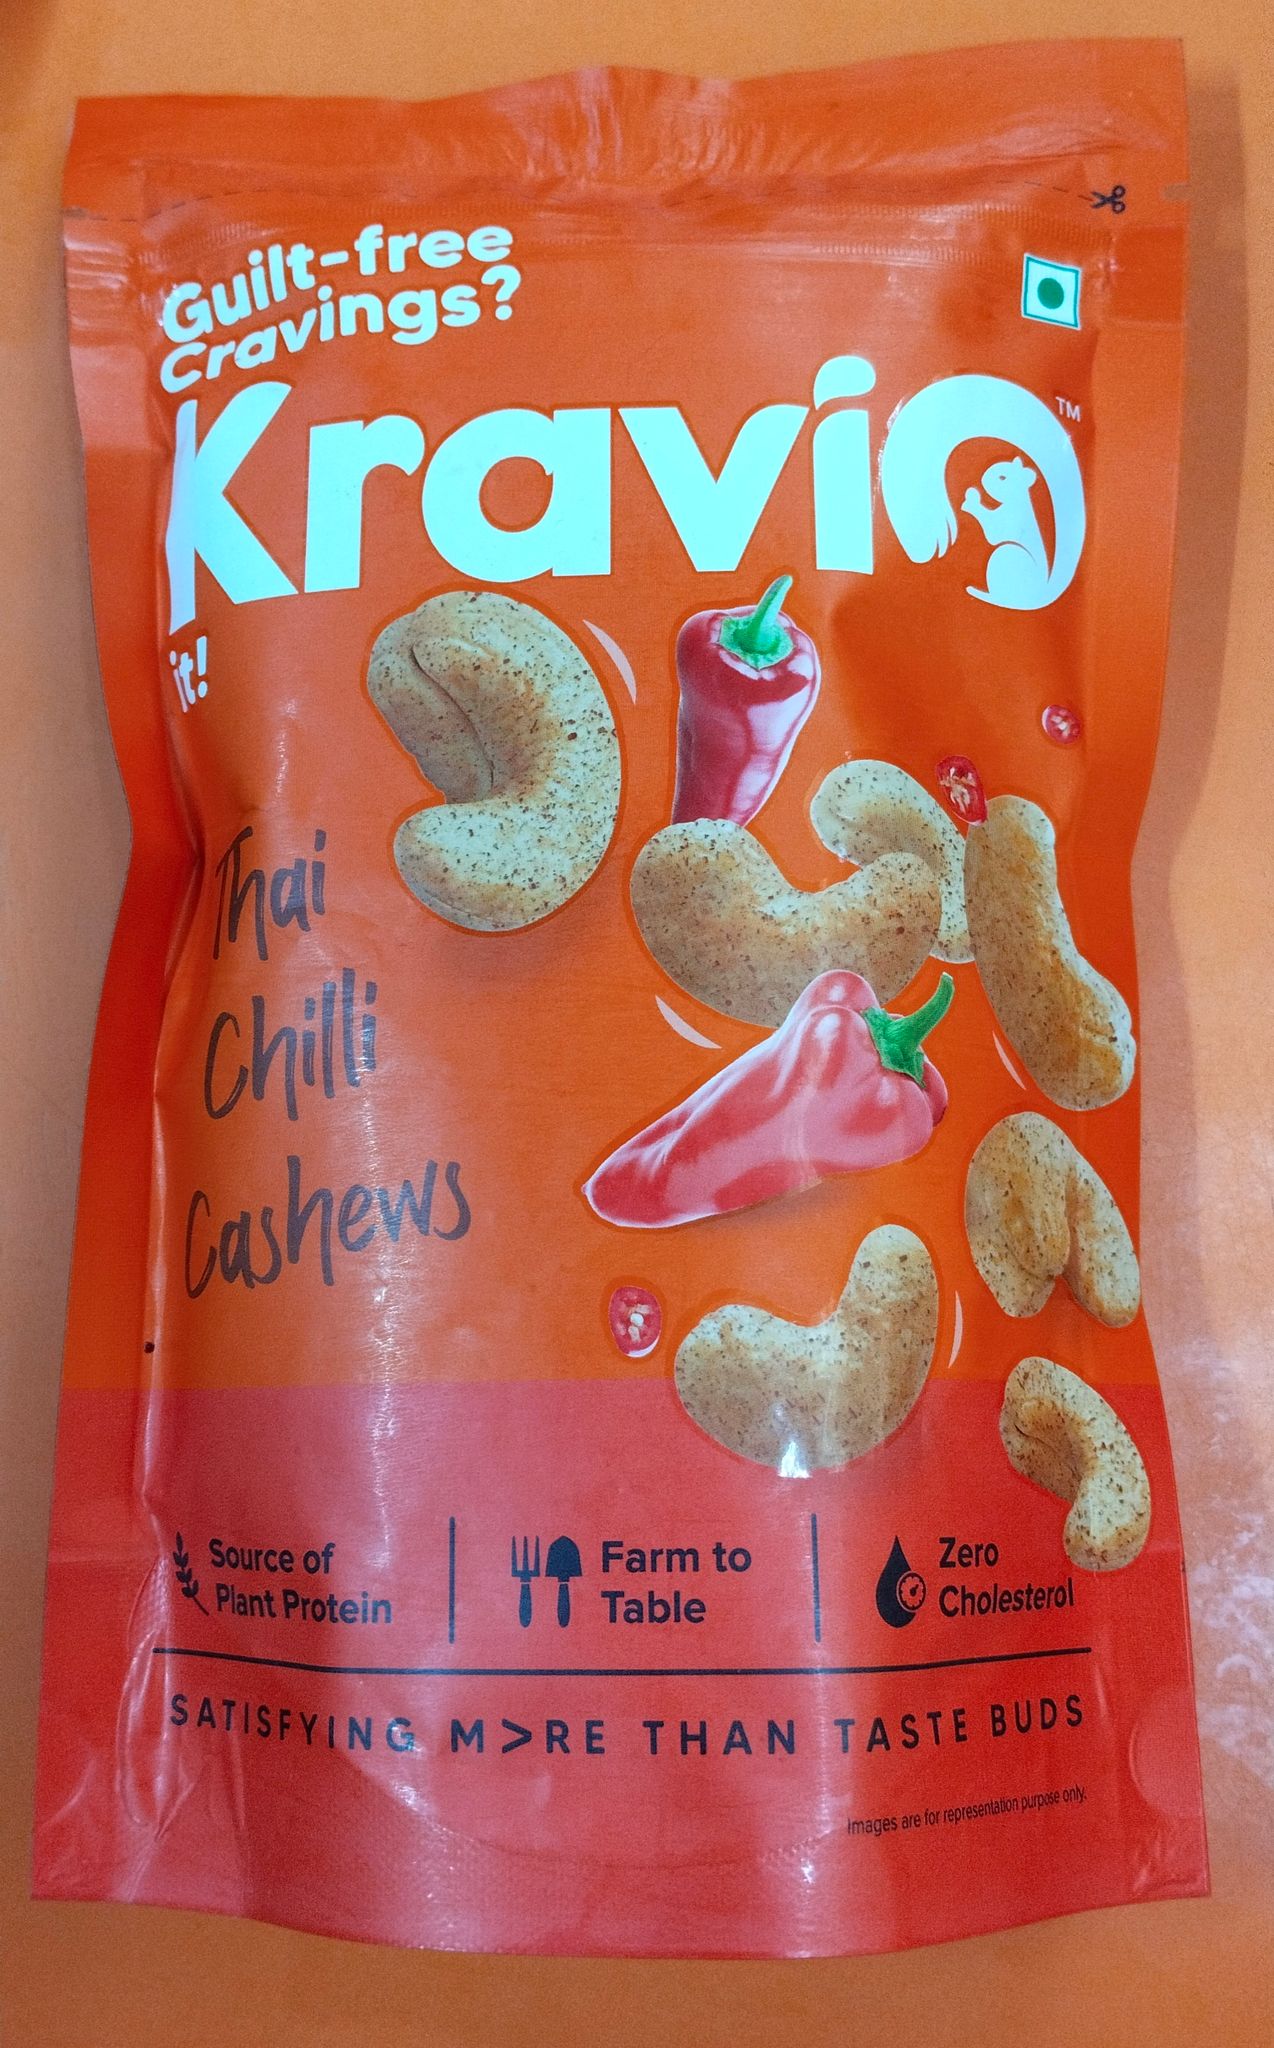 Guilt-free
Cravings?
Kravio™
it!
Thai
Chilli
Cashews
Source of
Plant Protein
Farm to
Table
Zero
Cholesterol
SATISFYING M>RE THAN TASTE BUDS
Images are for representation purpose only.